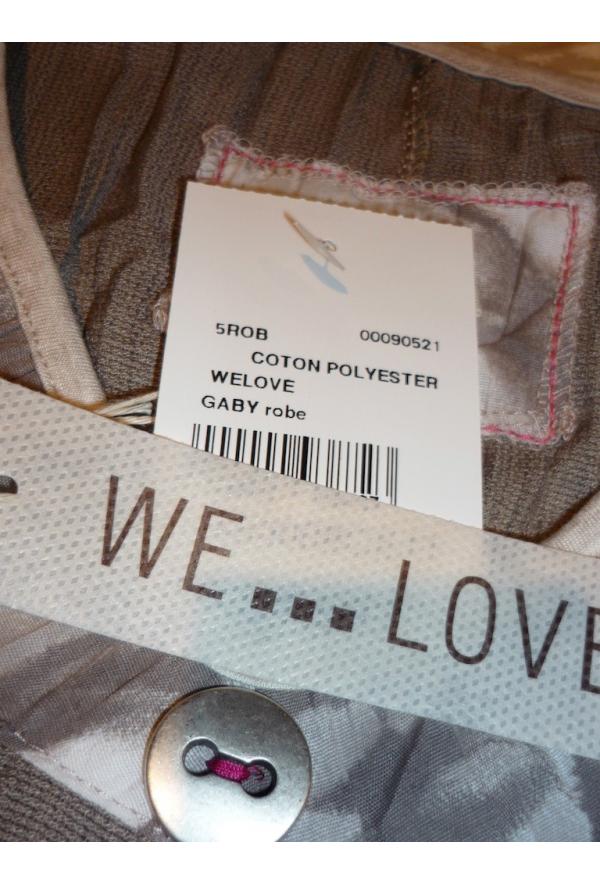 5ROB 00090521
COTON POLYESTER
WELOVE
GABY robe
WE... LOVE